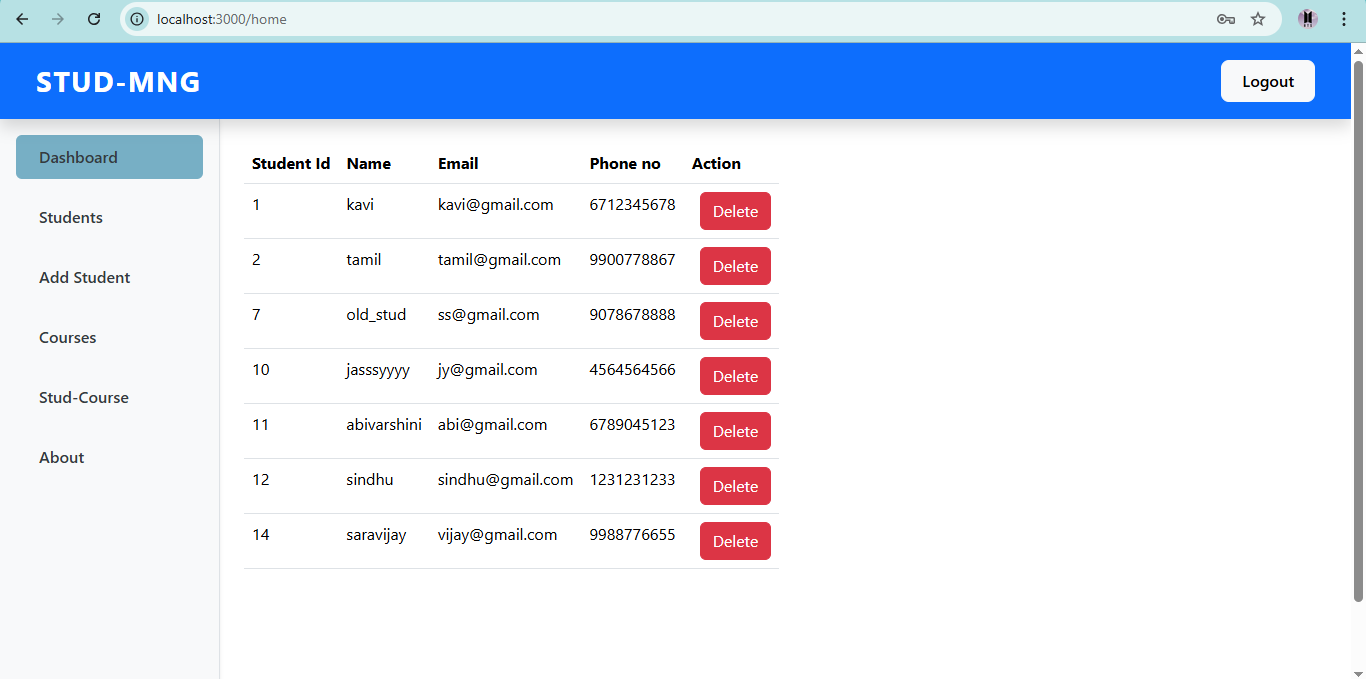 localhost:3000/home
STUD-MNG
Logout
Dashboard
Students
Add Student
Courses
Stud-Course
About
Student Id Name Email Phone no Action
1 kavi kavi@gmail.com 6712345678 Delete
2 tamil tamil@gmail.com 9900778867 Delete
7 old_stud ss@gmail.com 9078678888 Delete
10 jasssyyyy jy@gmail.com 4564564566 Delete
11 abivarshini abi@gmail.com 6789045123 Delete
12 sindhu sindhu@gmail.com 1231231233 Delete
14 saravijay vijay@gmail.com 9988776655 Delete